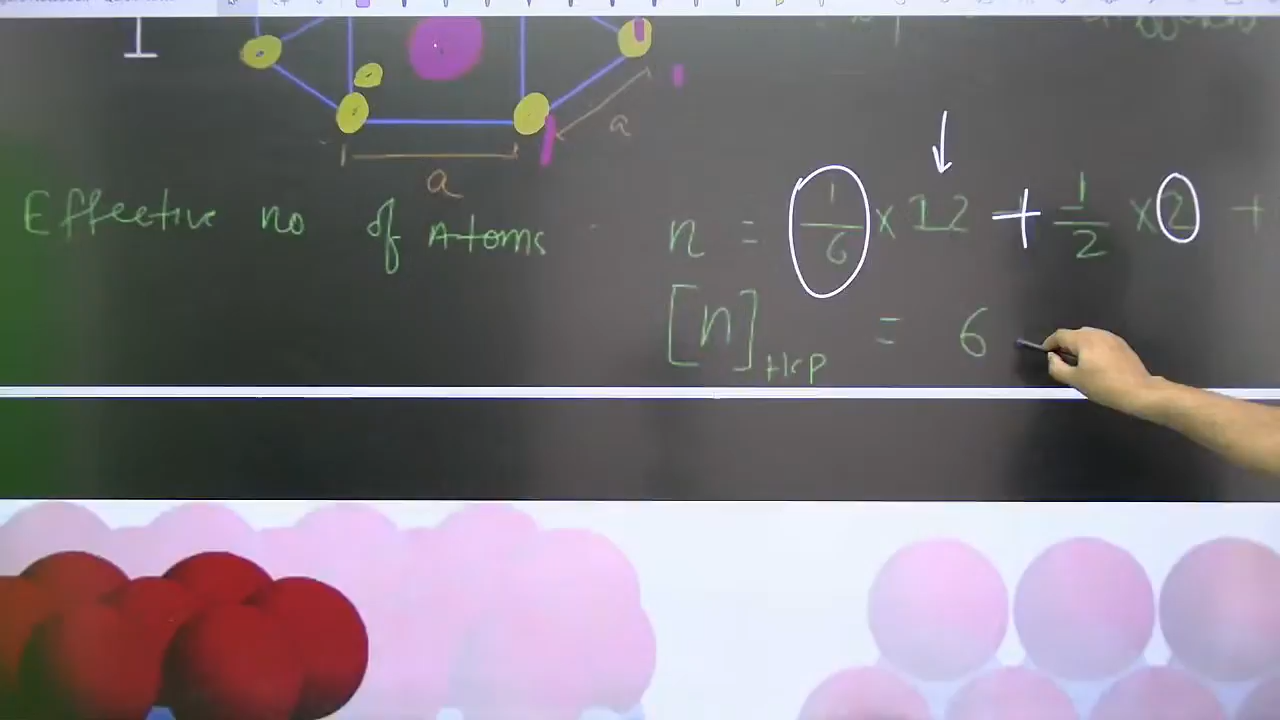 a
a
Effective no of Atoms n = 1/6 × 12 + 1/2 × 2 +
[n]HCP = 6